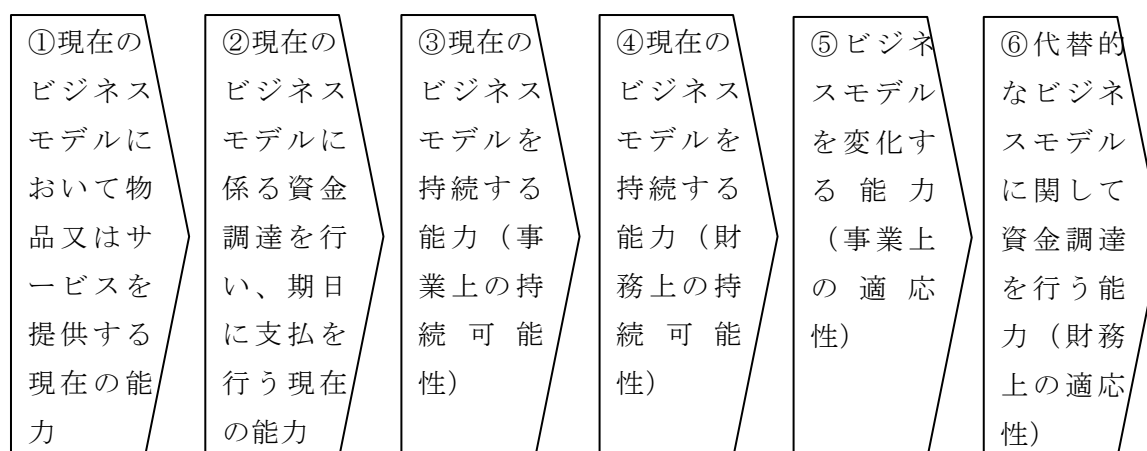 ①現在の
ビジネス
モデルに
おいて物
品又はサ
ービスを
提供する
現在の能
力
②現在の
ビジネス
モデルに
係る資金
調達を行
い、期日
に支払を
行う現在
の能力
③現在の
ビジネス
モデルを
持続する
能力（事
業上の持
続可能
性）
④現在の
ビジネス
モデルを
持続する
能力（財
務上の持
続可能
性）
⑤ビジネ
スモデル
を変化す
る能力
（事業上
の適応
性）
⑥代替的
なビジネ
スモデル
に関して
資金調達
を行う能
力（財務
上の適応
性）